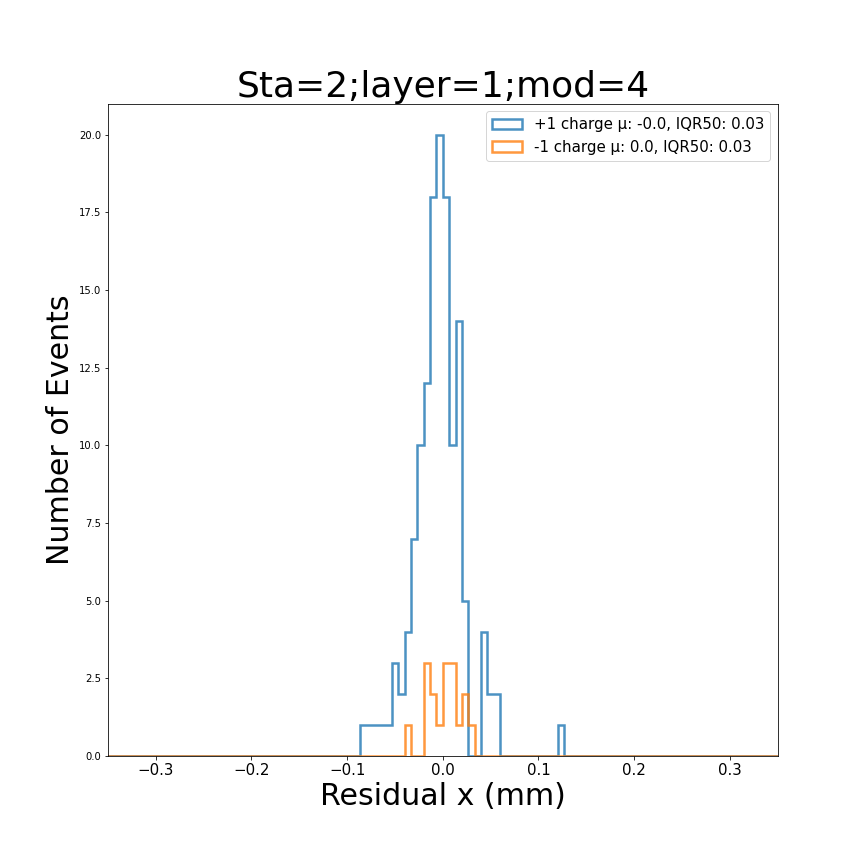 Sta=2;layer=1;mod=4
+1 charge μ: -0.0, IQR50: 0.03
-1 charge μ: 0.0, IQR50: 0.03
Number of Events
20.0
17.5
15.0
12.5
10.0
7.5
5.0
2.5
0.0
−0.3 −0.2 −0.1 0.0 0.1 0.2 0.3
Residual x (mm)